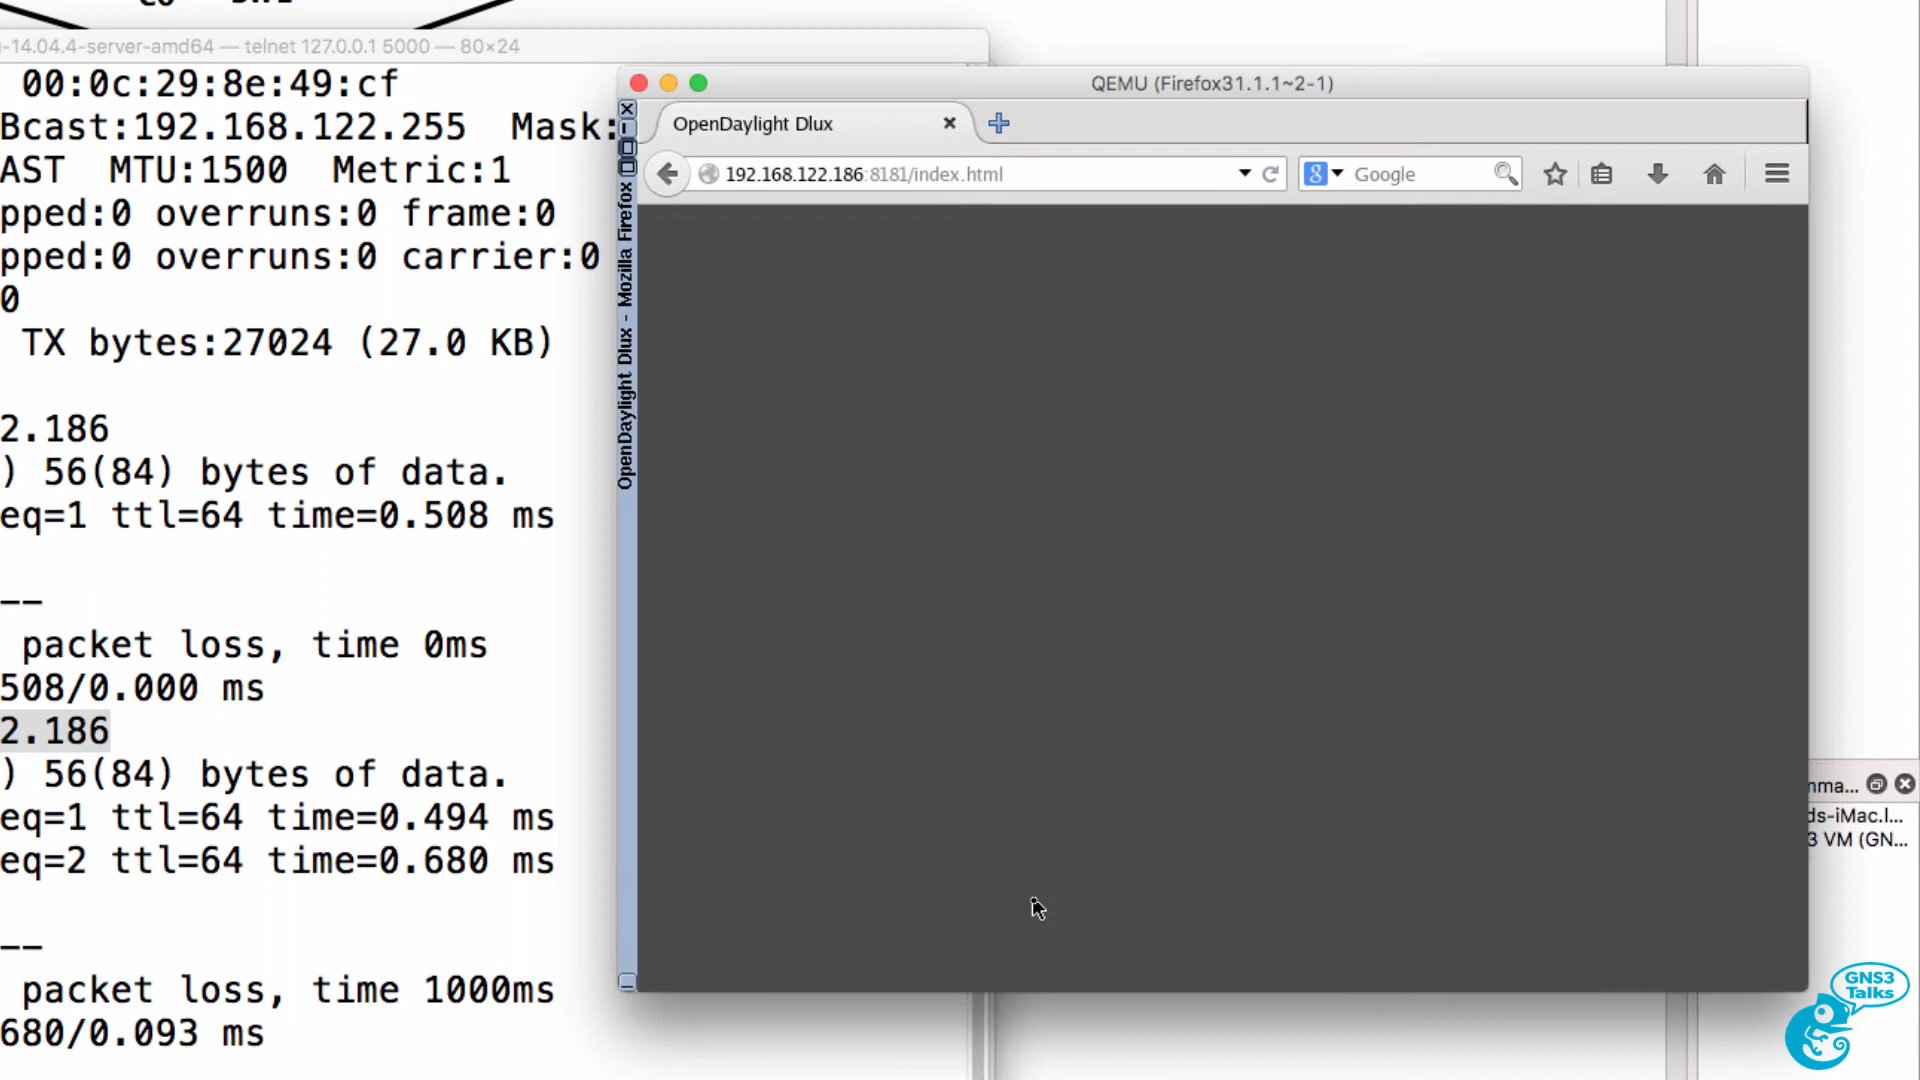 -14.04.4-server-amd64 — telnet 127.0.0.1 5000 — 80×24
00:0c:29:8e:49:cf
Bcast:192.168.122.255  Mask:
AST  MTU:1500  Metric:1
pped:0 overruns:0 frame:0
pped:0 overruns:0 carrier:0
0
TX bytes:27024 (27.0 KB)
2.186
) 56(84) bytes of data.
eq=1 ttl=64 time=0.508 ms
--
packet loss, time 0ms
508/0.000 ms
2.186
) 56(84) bytes of data.
eq=1 ttl=64 time=0.494 ms
eq=2 ttl=64 time=0.680 ms
--
packet loss, time 1000ms
680/0.093 ms
QEMU (Firefox31.1.1~2-1)
OpenDaylight Dlux
192.168.122.186:8181/index.html
Google
OpenDaylight Dlux - Mozilla Firefox
mma...
ds-iMac.l...
3 VM (GN...
GNS3
Talks